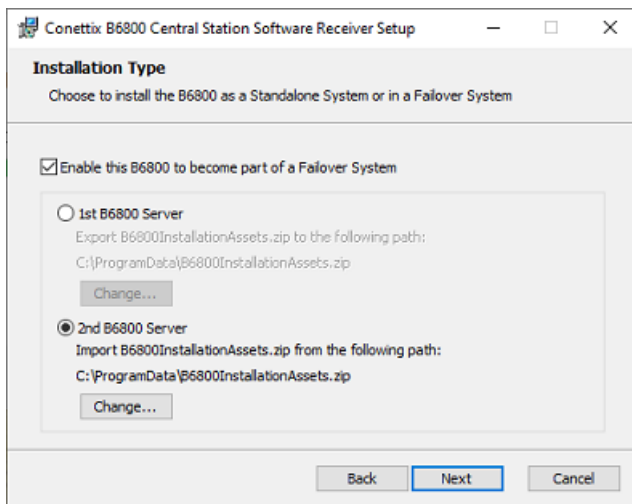 Conettix B6800 Central Station Software Receiver Setup
Installation Type
Choose to install the B6800 as a Standalone System or in a Failover System
Enable this B6800 to become part of a Failover System
1st B6800 Server
Export B6800InstallationAssets.zip to the following path:
C:\ProgramData\B6800InstallationAssets.zip
Change...
2nd B6800 Server
Import B6800InstallationAssets.zip from the following path:
C:\ProgramData\B6800InstallationAssets.zip
Change...
Back Next Cancel